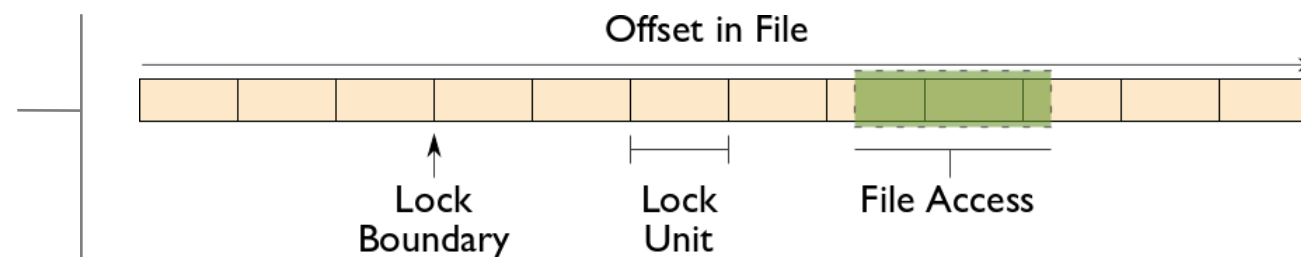 Offset in File
Lock
Boundary
Lock
Unit
File Access